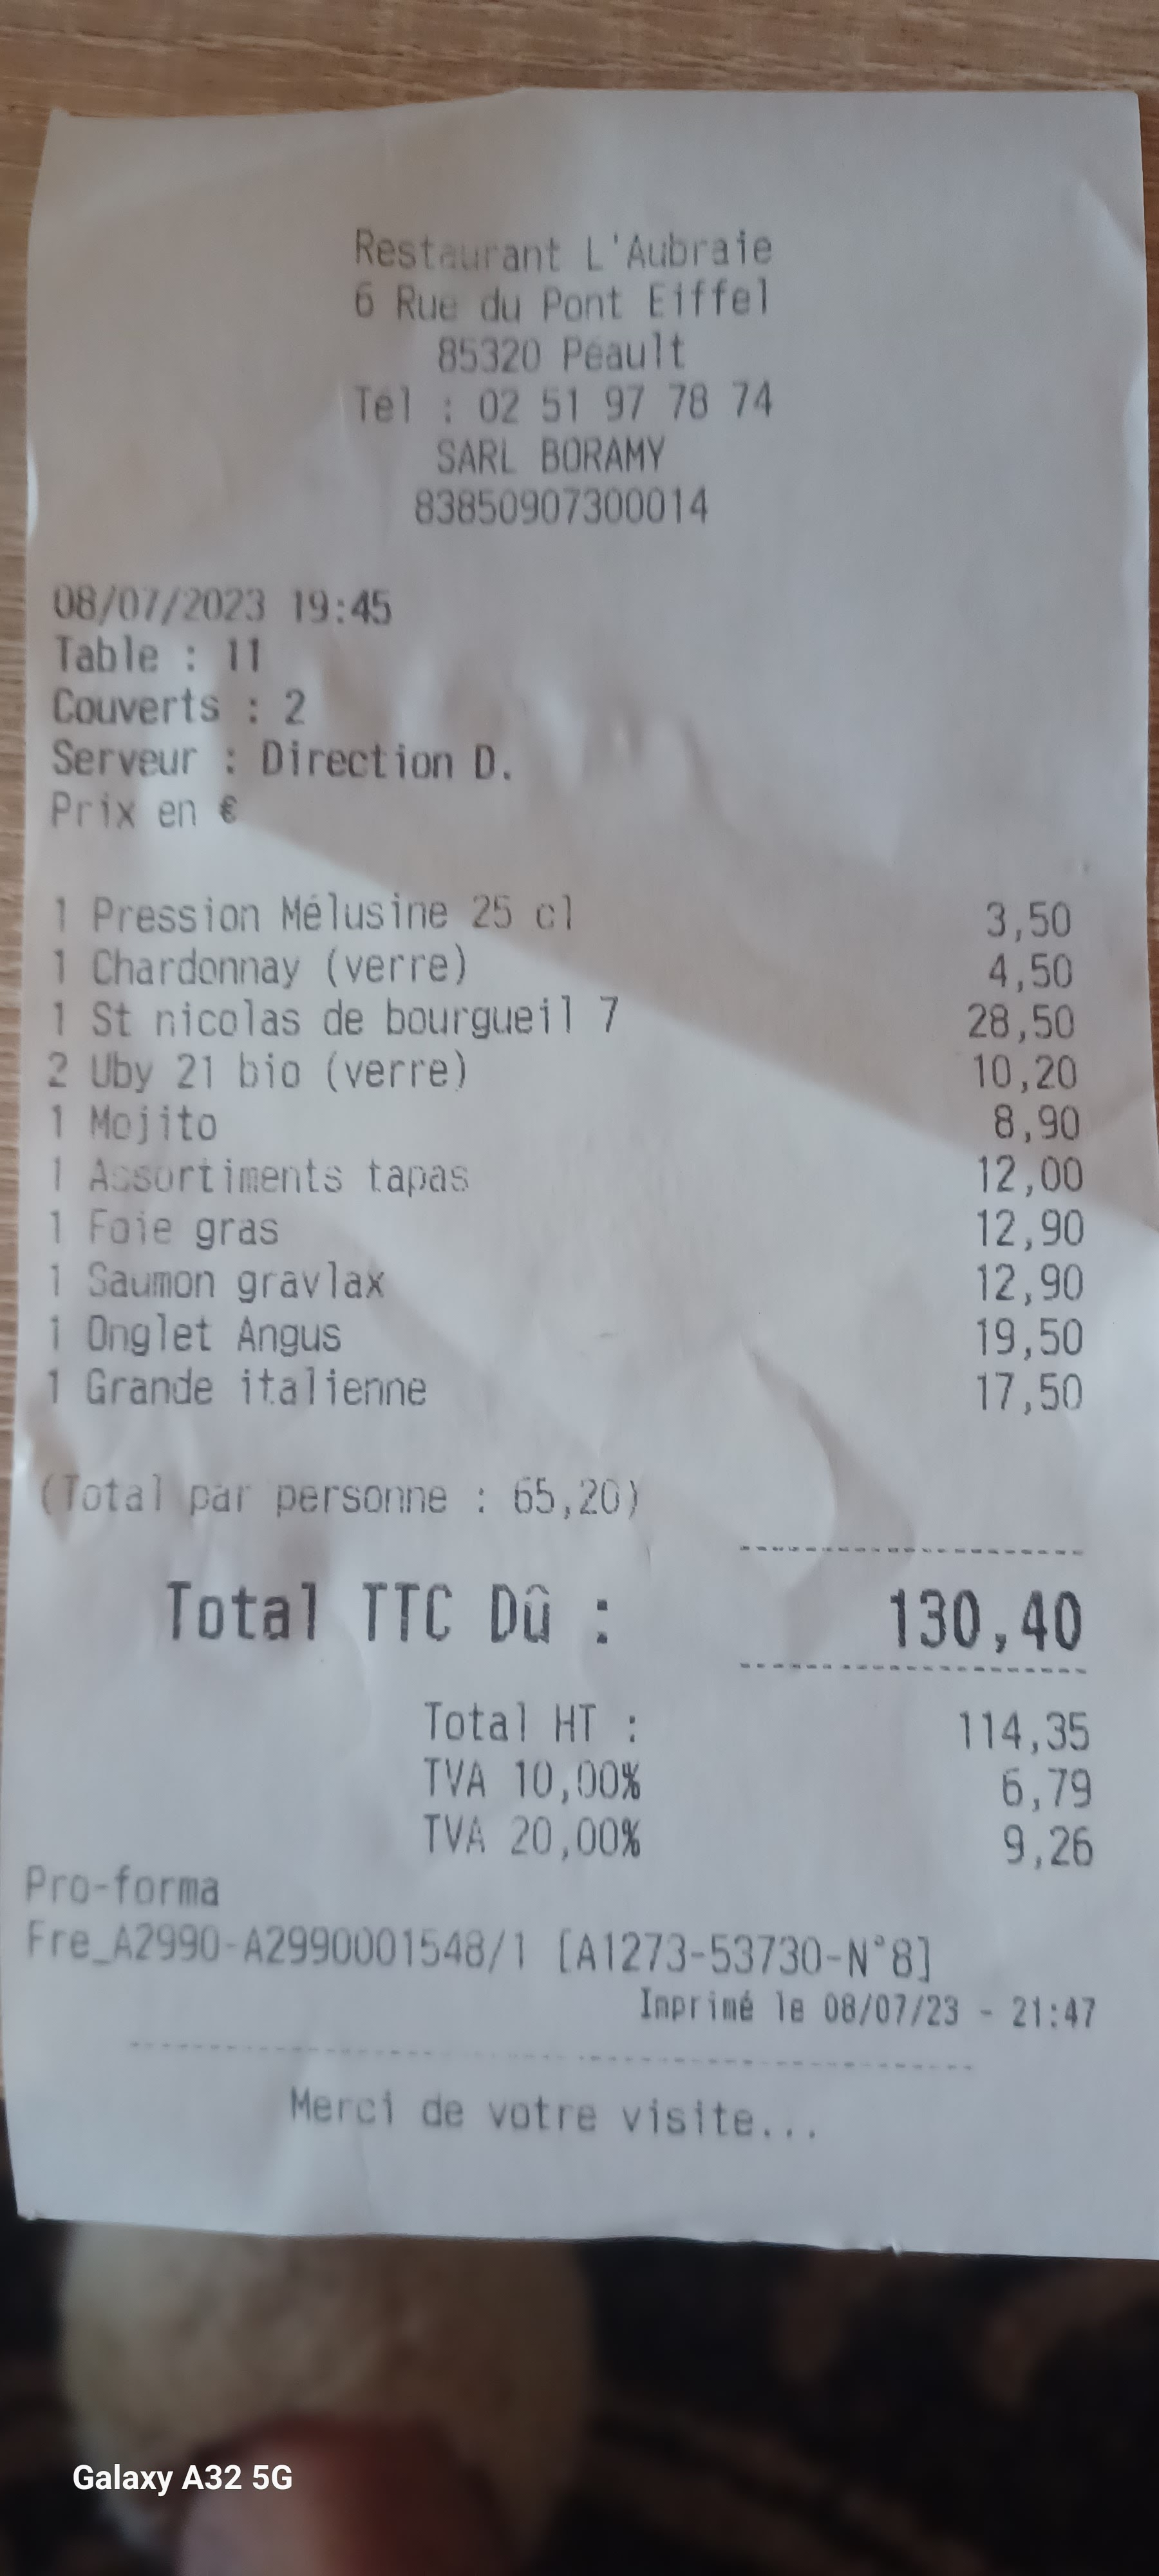 Restaurant L'Aubraie
6 Rue du Pont Eiffel
85320 Péault
Tél : 02 51 97 78 74
SARL BORAMY
83850907300014
08/07/2023 19:45
Table : 11
Couverts : 2
Serveur : Direction D.
Prix en €
1 Pression Mélusine 25 cl 3,50
1 Chardonnay (verre) 4,50
1 St nicolas de bourgueil 7 28,50
2 Uby 21 bio (verre) 10,20
1 Mojito 8,90
1 Assortiments tapas 12,00
1 Foie gras 12,90
1 Saumon gravlax 12,90
1 Onglet Angus 19,50
1 Grande italienne 17,50
(Total par personne : 65,20)
Total TTC Dû : 130,40
Total HT : 114,35
TVA 10,00% 6,79
TVA 20,00% 9,26
Pro-forma
Fre_A2990-A2990001548/1 [A1273-53730-N°8]
Imprimé le 08/07/23 - 21:47
Merci de votre visite...
Galaxy A32 5G